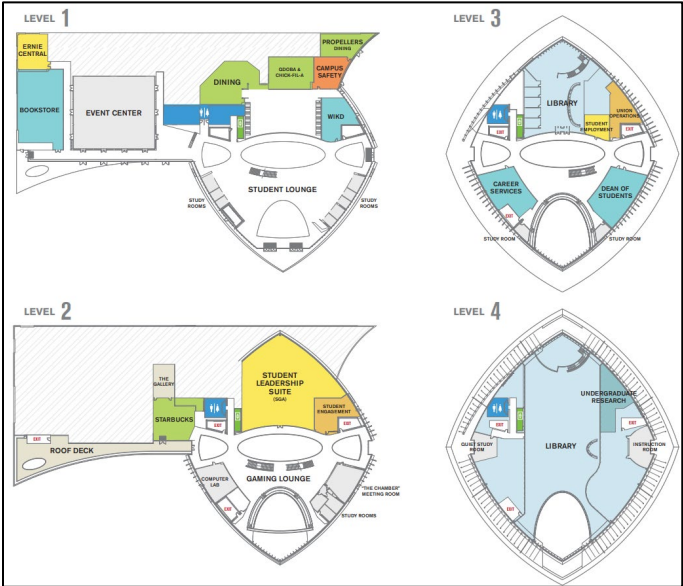 LEVEL 1
ERNIE
CENTRAL
BOOKSTORE
EVENT CENTER
DINING
QDOBA &
CHICK-FIL-A
PROPELLERS
DINING
CAMPUS
SAFETY
WIKD
STUDENT LOUNGE
STUDY
ROOMS
STUDY
ROOMS
LEVEL 3
LIBRARY
UNION
OPERATIONS
STUDENT
EMPLOYMENT
EXIT
EXIT
CAREER
SERVICES
DEAN OF
STUDENTS
EXIT
STUDY ROOM
STUDY ROOM
LEVEL 2
THE
GALLERY
STUDENT
LEADERSHIP
SUITE
(SGA)
STARBUCKS
STUDENT
ENGAGEMENT
EXIT
EXIT
EXIT
ROOF DECK
COMPUTER
LAB
GAMING LOUNGE
"THE CHAMBER"
MEETING ROOM
EXIT
STUDY ROOMS
LEVEL 4
UNDERGRADUATE
RESEARCH
EXIT
EXIT
QUIET STUDY
ROOM
LIBRARY
INSTRUCTION
ROOM
EXIT